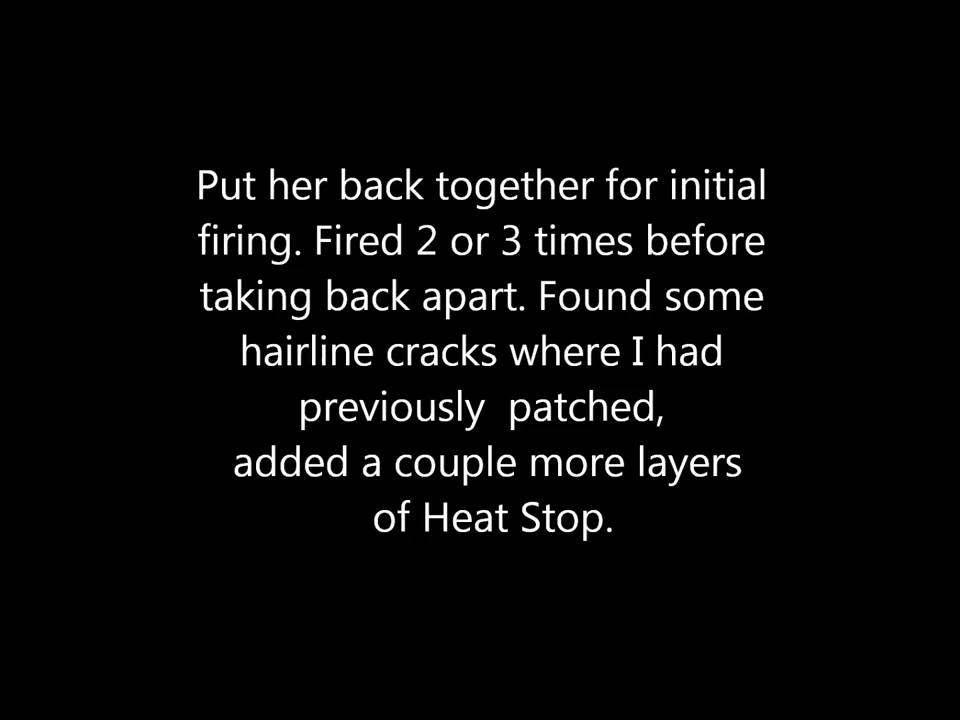 Put her back together for initial
firing. Fired 2 or 3 times before
taking back apart. Found some
hairline cracks where I had
previously  patched,
added a couple more layers
of Heat Stop.